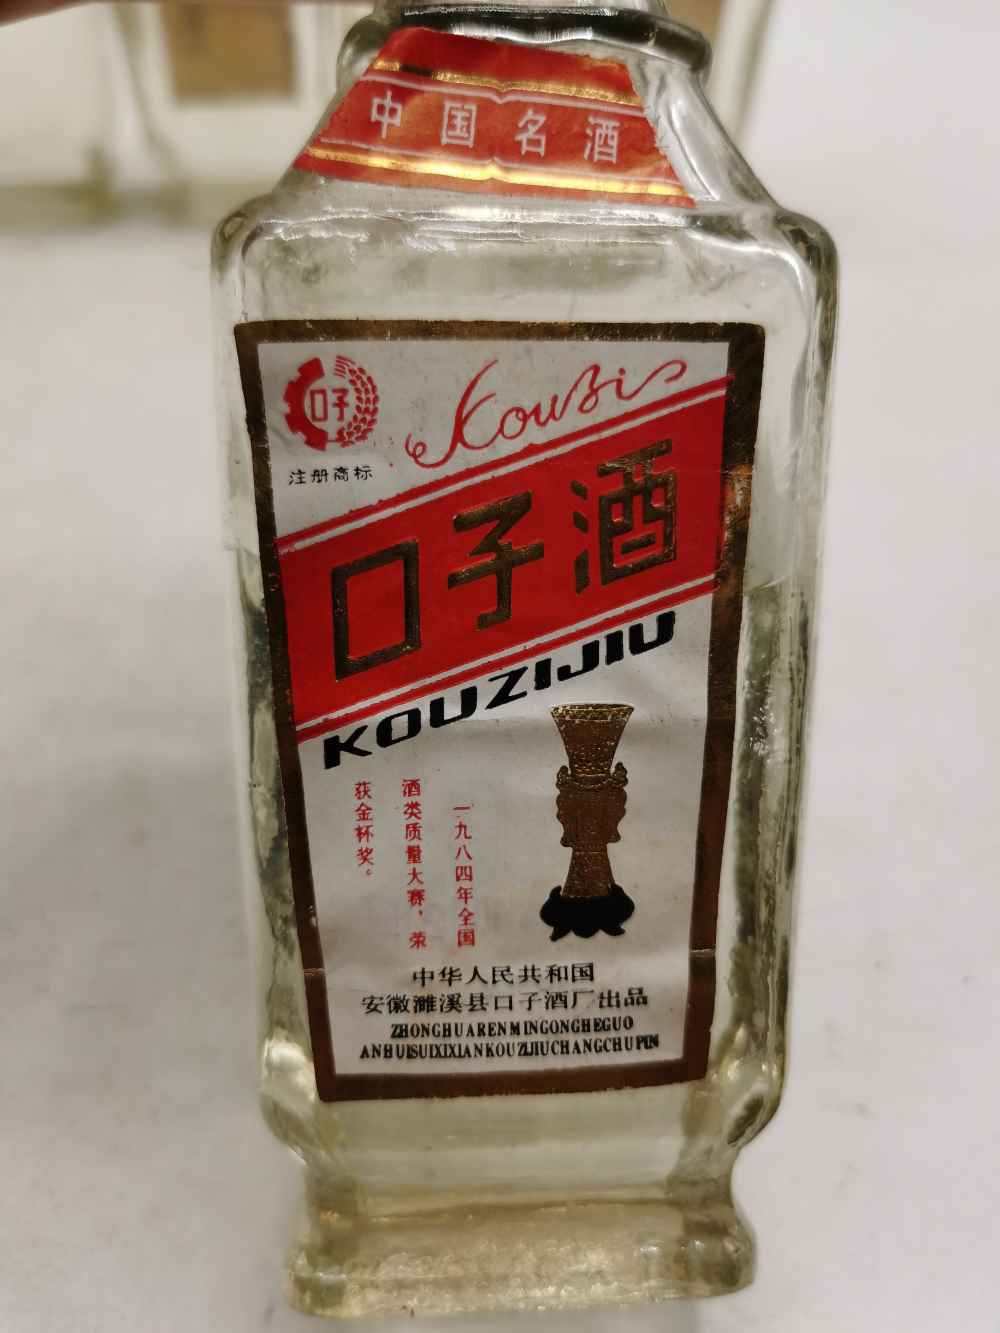 中国名酒
口子
注册商标
Kouzi
口子酒
KOUZIJIU
一九八四年全国
酒类质量大赛，荣
获金杯奖。
中华人民共和国
安徽濉溪县口子酒厂出品
ZHONGHUARENMINGONGHEGUO
ANHUISUIXIXIANKOUZIJIUCHANGCHUPIN